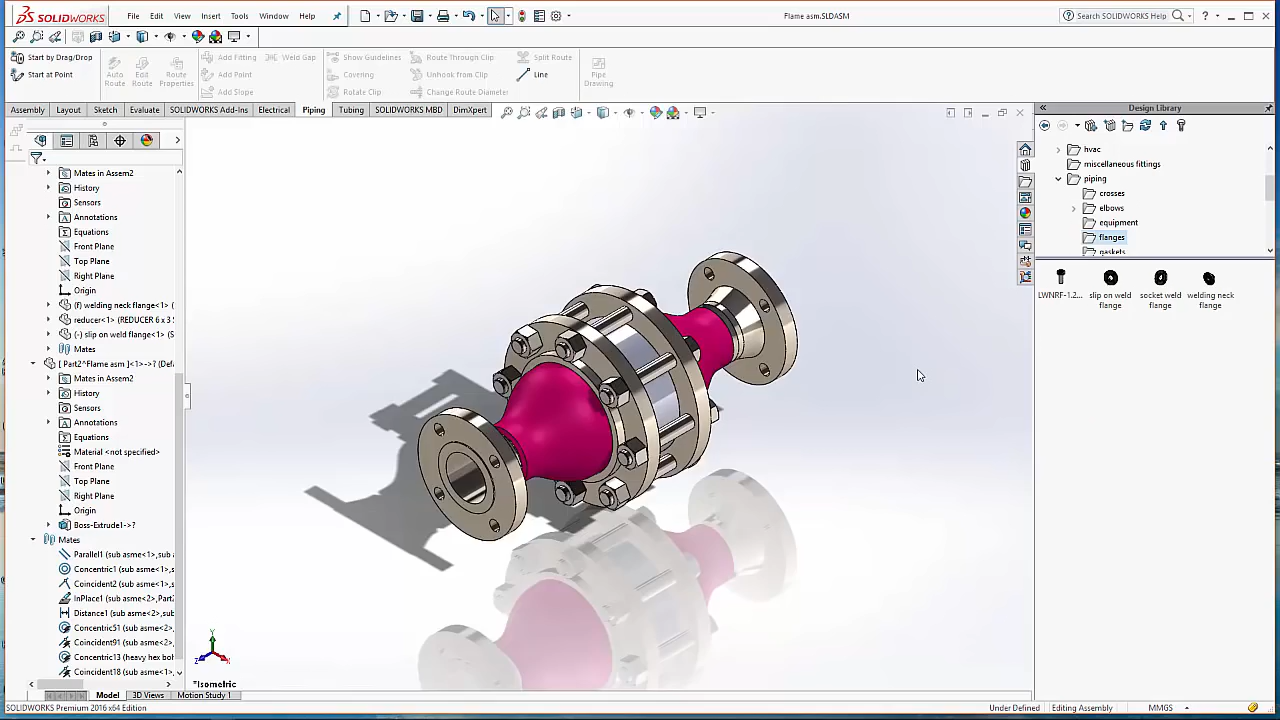 SOLIDWORKS
File Edit View Insert Tools Window Help
Flame asm.SLDASM
Search SOLIDWORKS Help
Start by Drag/Drop
Start at Point
Auto Route
Edit Route
Route Properties
Add Fitting
Weld Gap
Add Point
Add Slope
Show Guidelines
Route Through Clip
Split Route
Covering
Unhook from Clip
Line
Rotate Clip
Change Route Diameter
Pipe Drawing
Assembly Layout Sketch Evaluate SOLIDWORKS Add-Ins Electrical Piping Tubing SOLIDWORKS MBD DimXpert
Mates in Assem2
History
Sensors
Annotations
Equations
Front Plane
Top Plane
Right Plane
Origin
(f) welding neck flange<1> (
reducer<1> (REDUCER 6 x 3
(-) slip on weld flange<1> (S
Mates
[ Part2^Flame asm ]<1>->? (Def
Mates in Assem2
History
Sensors
Annotations
Equations
Material <not specified>
Front Plane
Top Plane
Right Plane
Origin
Boss-Extrude1->?
Mates
Parallel1 (sub asme<1>,sub
Concentric1 (sub asme<1>,
Coincident2 (sub asme<1>,s
InPlace1 (sub asme<2>,Part
Distance1 (sub asme<2>,sub
Concentric51 (sub asme<2>,
Coincident91 (sub asme<2>,
Concentric13 (heavy hex bol
Coincident18 (sub asme<1>,
Y
Z
X
*Isometric
Model 3D Views Motion Study 1
SOLIDWORKS Premium 2016 x64 Edition
Under Defined Editing Assembly MMGS
Design Library
hvac
miscellaneous fittings
piping
crosses
elbows
equipment
flanges
gaskets
LWNRF-1.2...
slip on weld flange
socket weld flange
welding neck flange